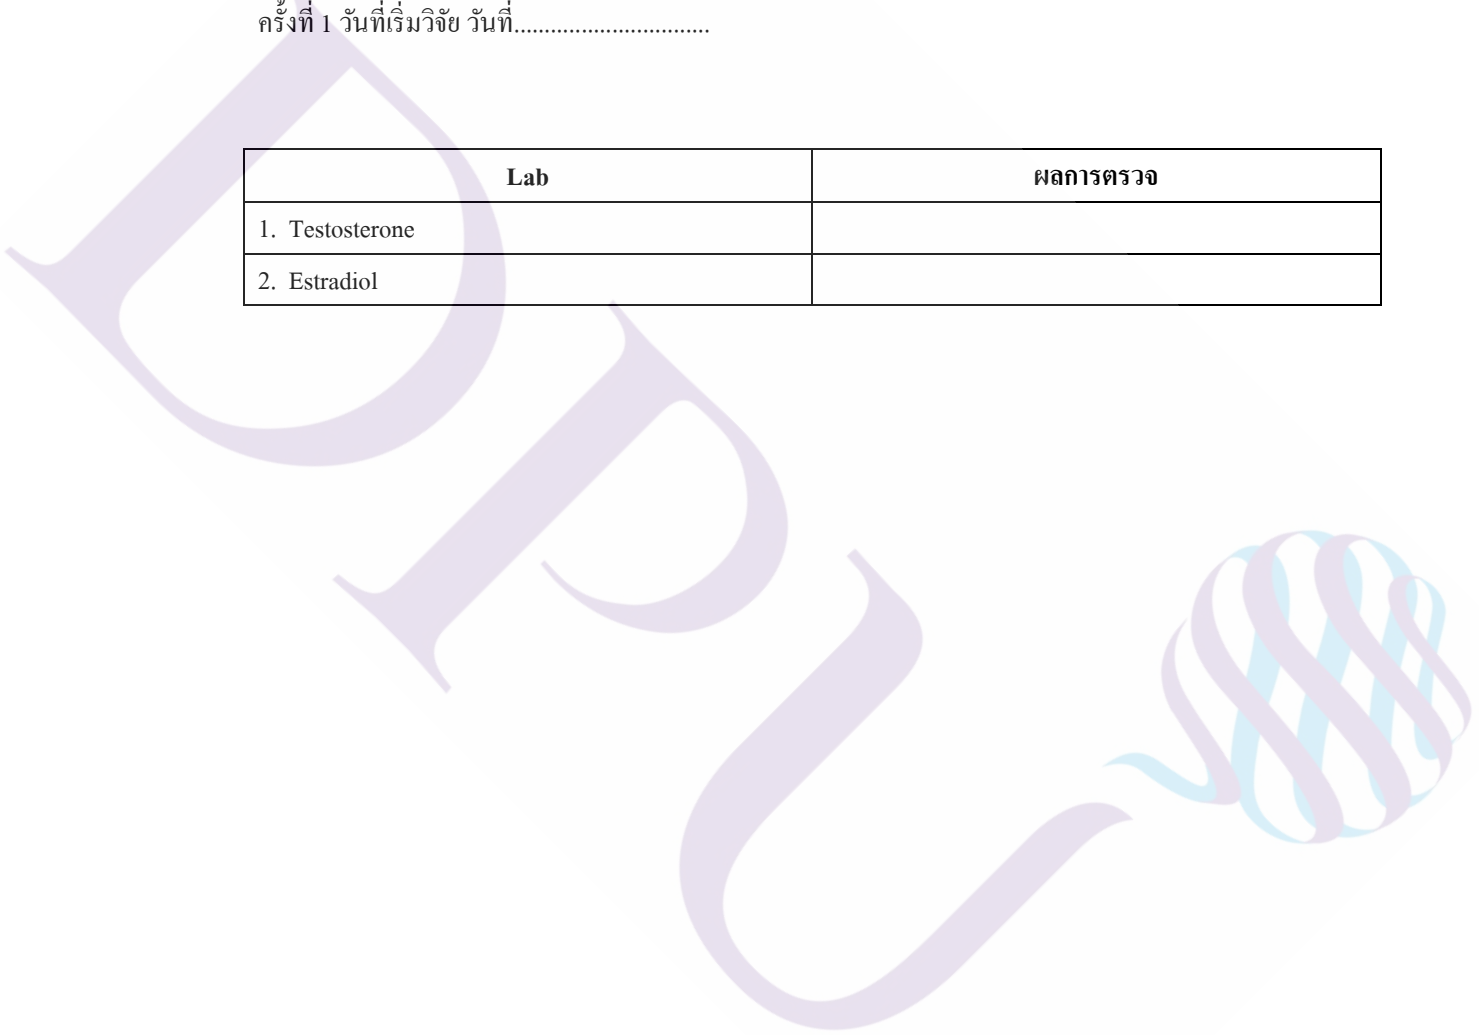 ครั้งที่ 1 วันที่เริ่มวิจัย วันที่................................
Lab ผลการตรวจ
1. Testosterone
2. Estradiol
DPU